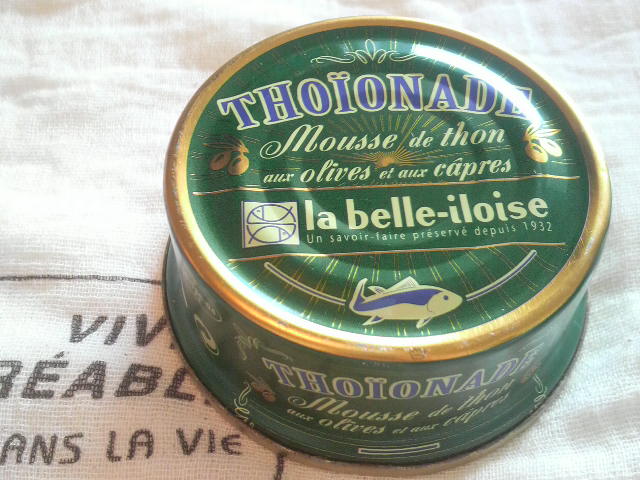 THOÏONADE
Mousse de thon
aux olives et aux câpres
la belle-iloise
Un savoir-faire préservé depuis 1932
THOÏONADE
Mousse de thon
aux olives et aux câpres
VIV
RÉABL
ANS LA VIE